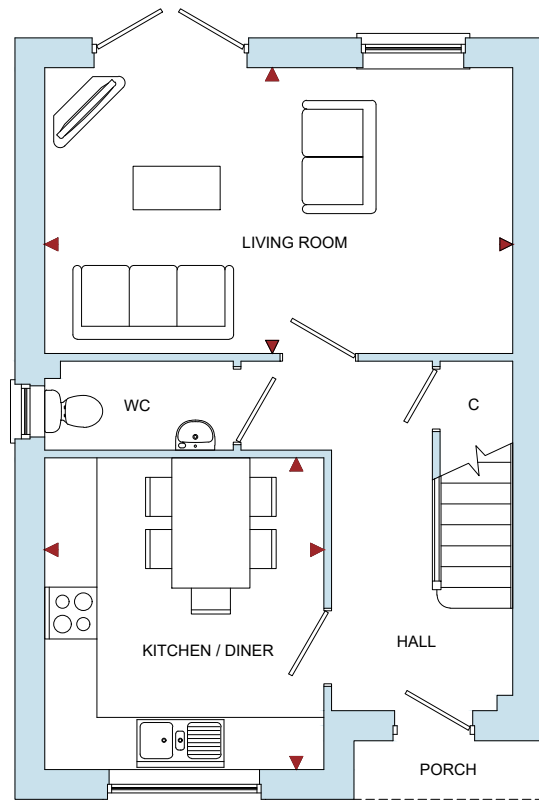 LIVING ROOM
WC
C
KITCHEN / DINER
HALL
PORCH